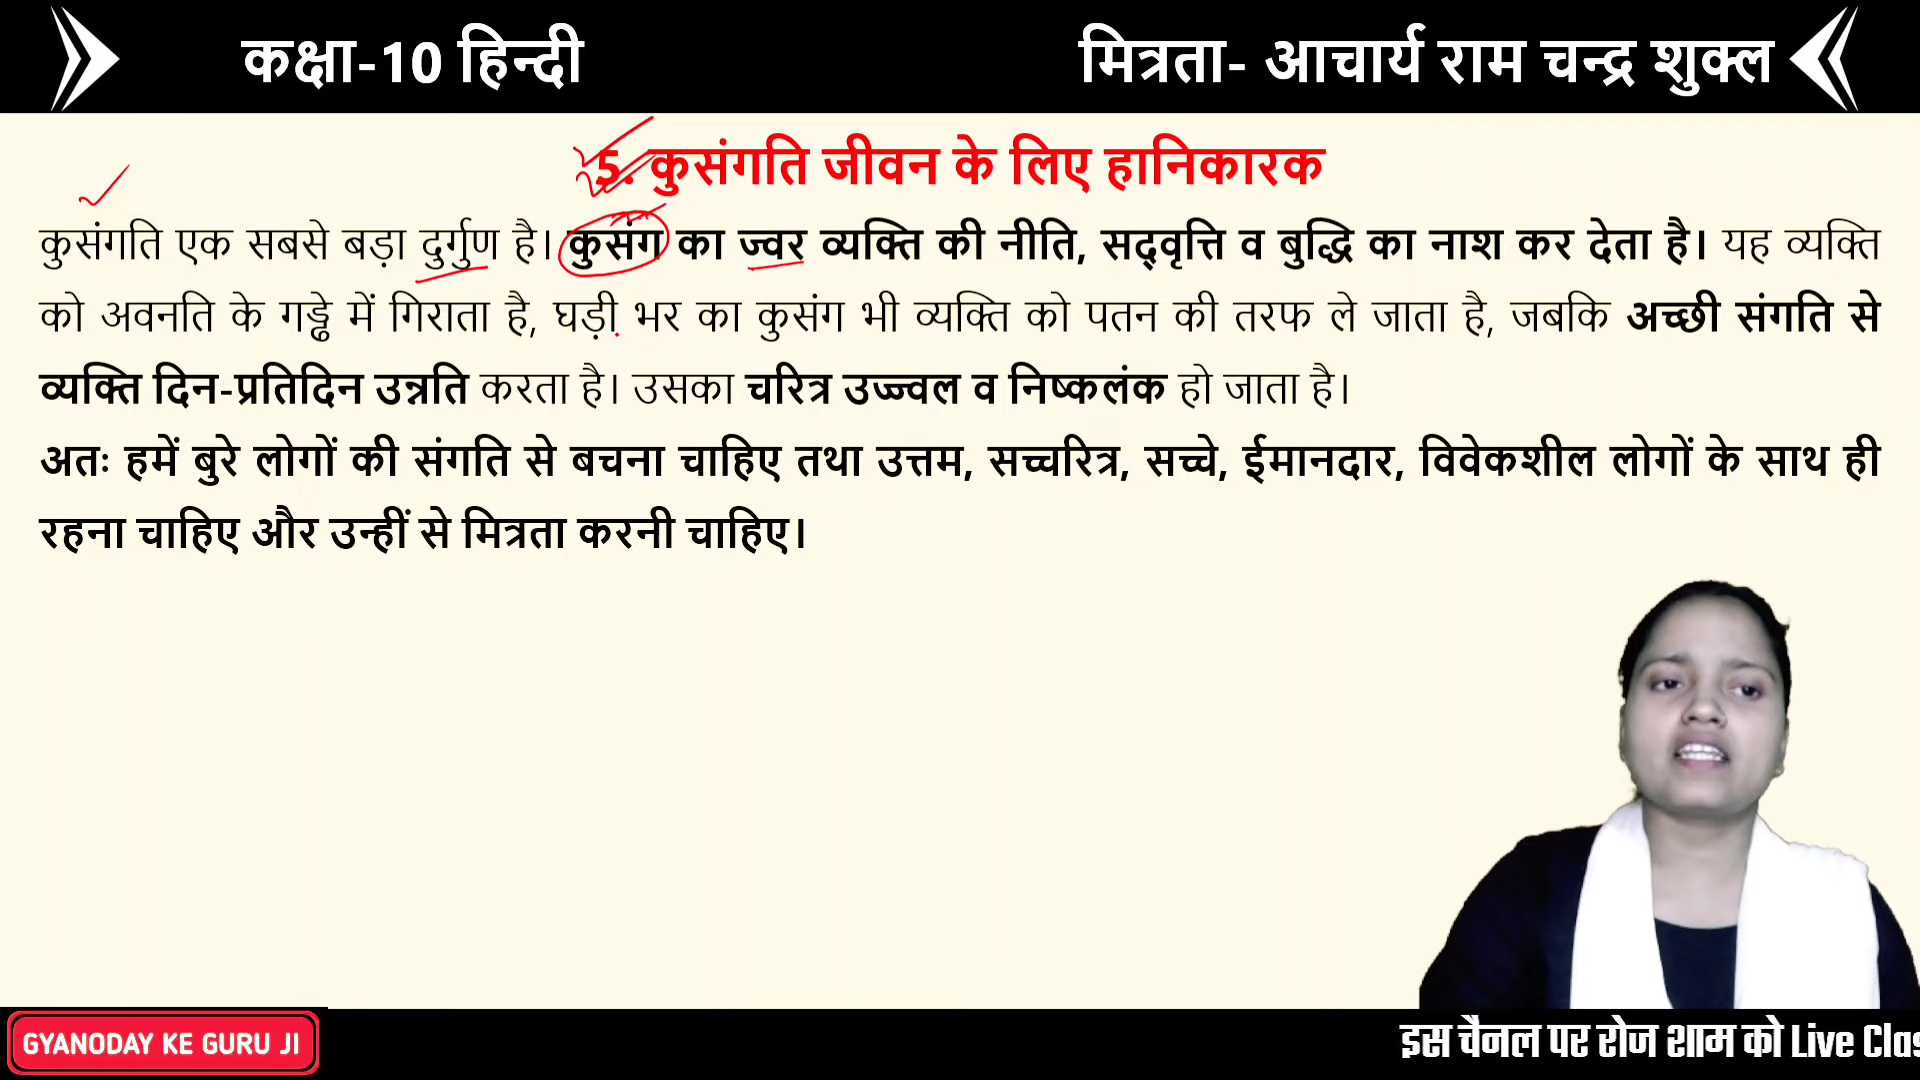 कक्षा-10 हिन्दी
मित्रता- आचार्य राम चन्द्र शुक्ल
5. कुसंगति जीवन के लिए हानिकारक
कुसंगति एक सबसे बड़ा दुर्गुण है। कुसंग का ज्वर व्यक्ति की नीति, सद्‌वृत्ति व बुद्धि का नाश कर देता है। यह व्यक्ति
को अवनति के गड्ढे में गिराता है, घड़ी भर का कुसंग भी व्यक्ति को पतन की तरफ ले जाता है, जबकि अच्छी संगति से
व्यक्ति दिन-प्रतिदिन उन्नति करता है। उसका चरित्र उज्ज्वल व निष्कलंक हो जाता है।
अतः हमें बुरे लोगों की संगति से बचना चाहिए तथा उत्तम, सच्चरित्र, सच्चे, ईमानदार, विवेकशील लोगों के साथ ही
रहना चाहिए और उन्हीं से मित्रता करनी चाहिए।
GYANODAY KE GURU JI
इस चैनल पर रोज शाम को Live Clas